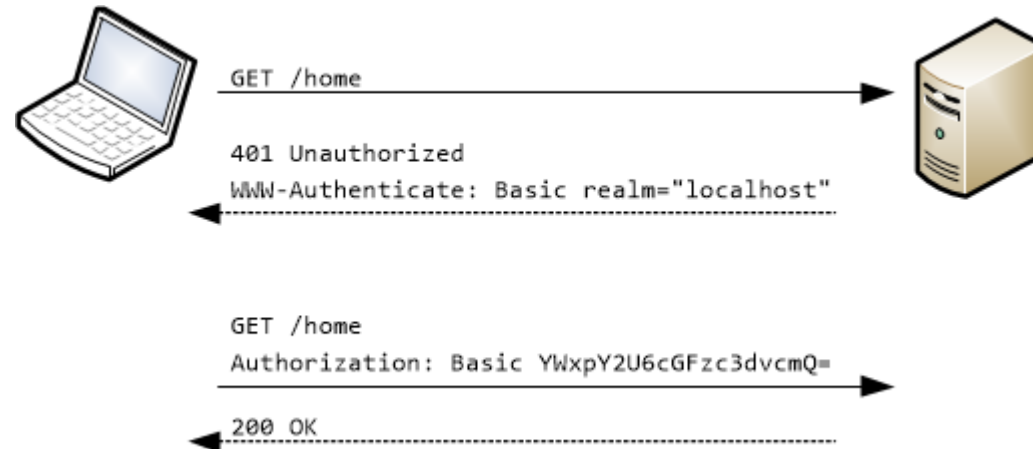 GET /home
401 Unauthorized
WWW-Authenticate: Basic realm="localhost"
GET /home
Authorization: Basic YWxpY2U6cGFzc3dvcmQ=
200 OK